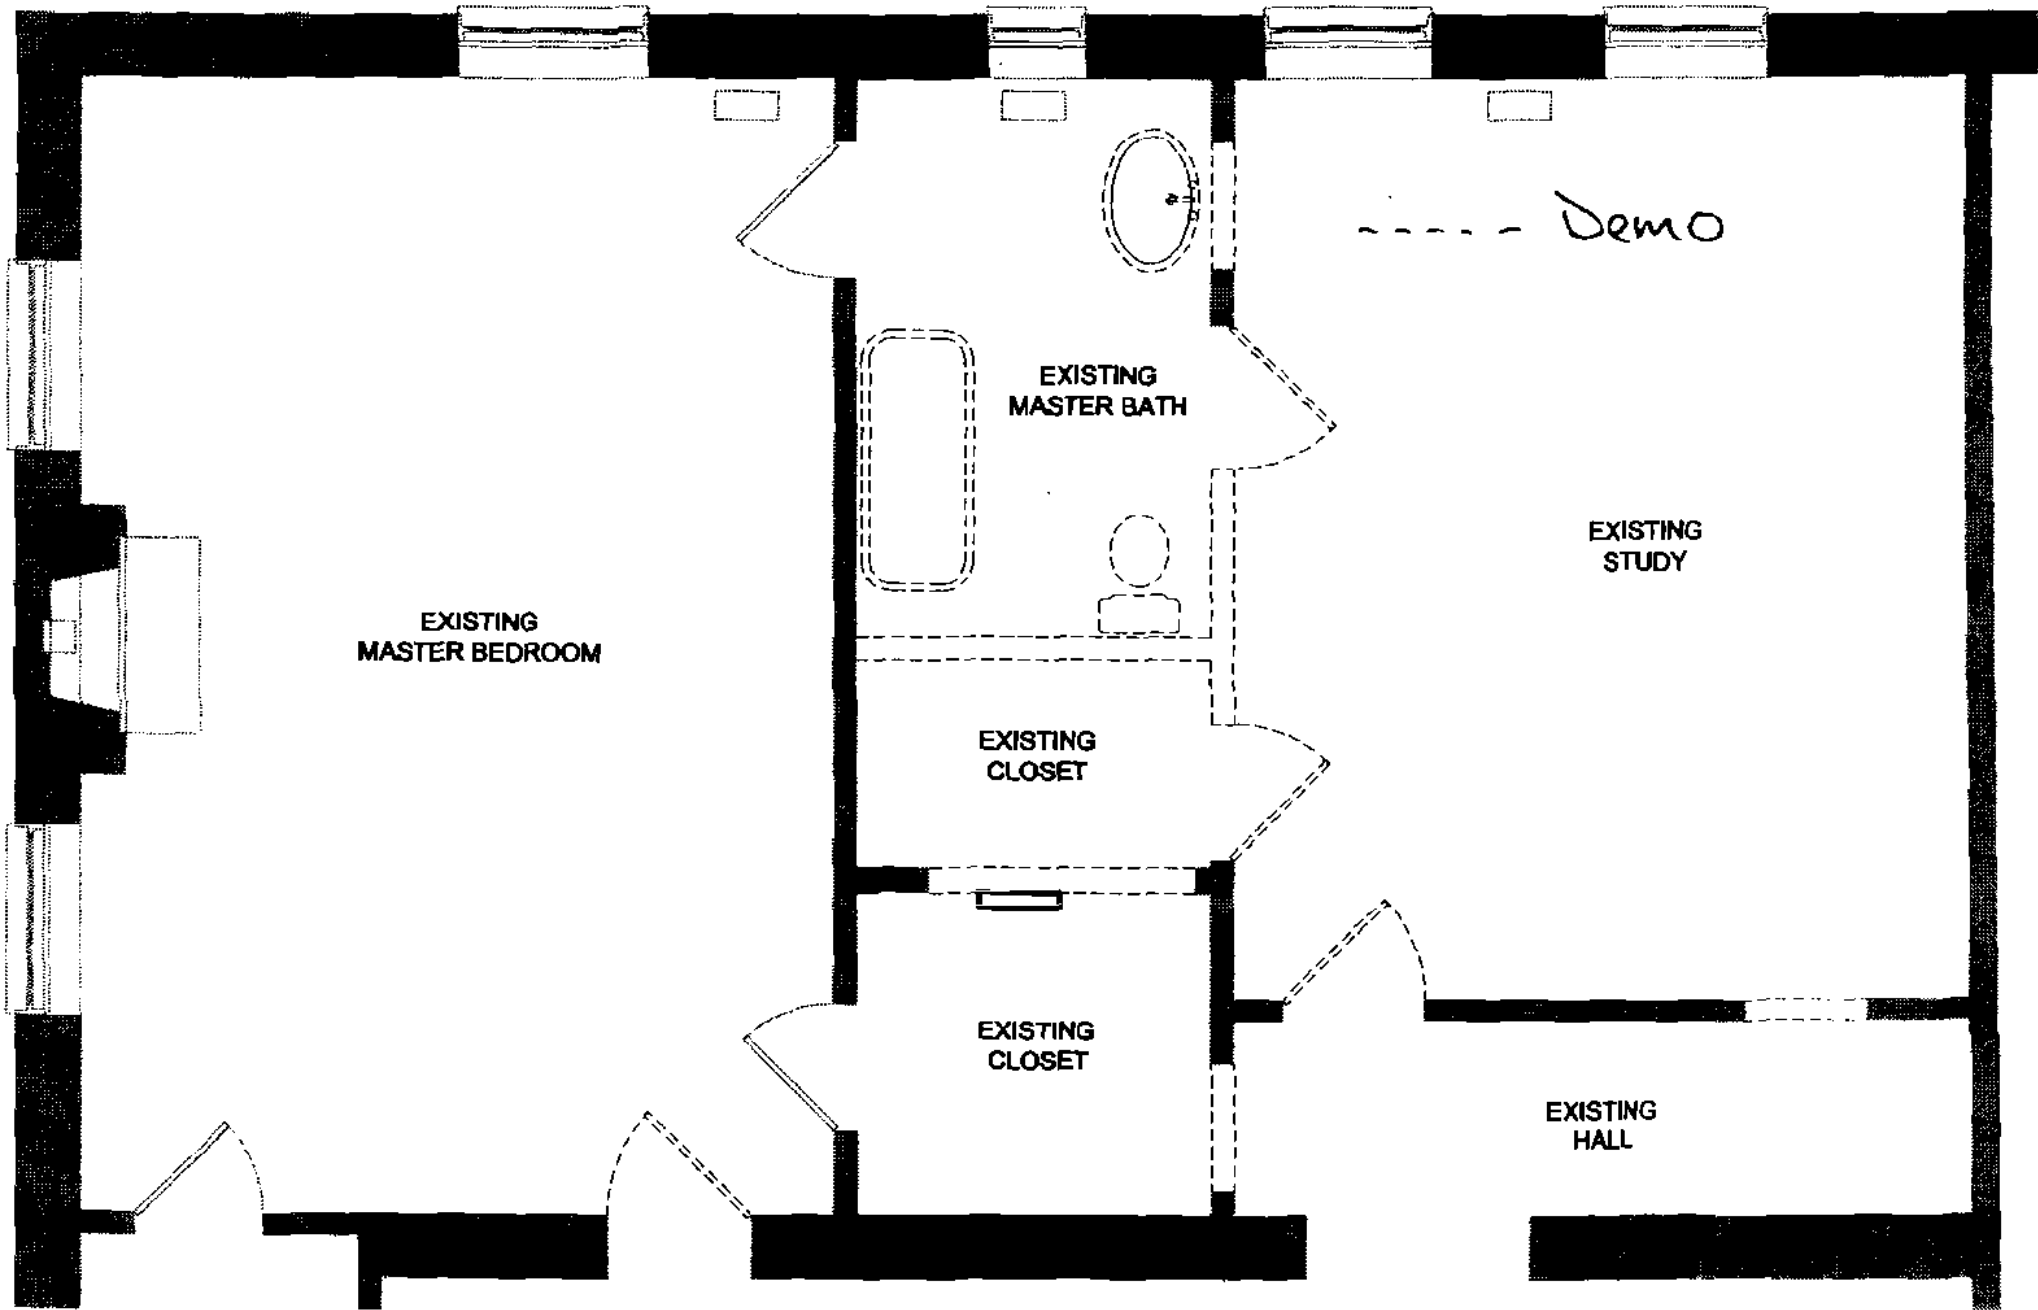 Demo
EXISTING
MASTER BATH
EXISTING
STUDY
EXISTING
MASTER BEDROOM
EXISTING
CLOSET
EXISTING
CLOSET
EXISTING
HALL